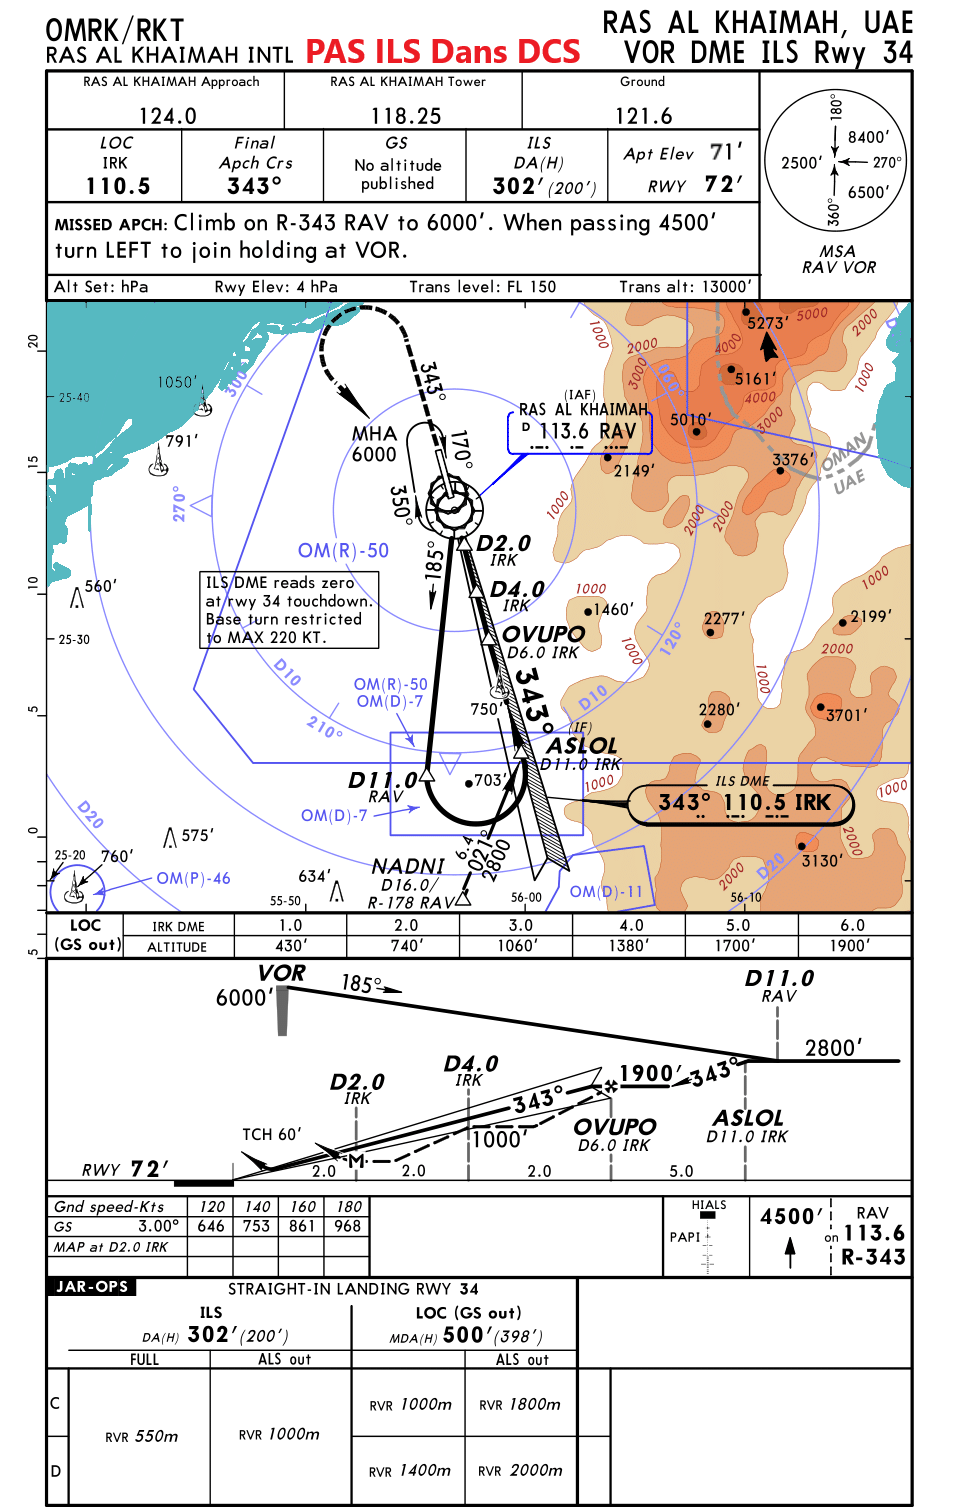 OMRK/RKT
RAS AL KHAIMAH INTL
PAS ILS Dans DCS
RAS AL KHAIMAH, UAE
VOR DME ILS Rwy 34
RAS AL KHAIMAH Approach
124.0
RAS AL KHAIMAH Tower
118.25
Ground
121.6
LOC
IRK
110.5
Final
Apch Crs
343°
GS
No altitude
published
ILS
DA(H)
302' (200')
Apt Elev 71'
RWY 72'
MISSED APCH: Climb on R-343 RAV to 6000'. When passing 4500'
turn LEFT to join holding at VOR.
Alt Set: hPa Rwy Elev: 4 hPa Trans level: FL 150 Trans alt: 13000'
180°
8400'
2500'
270°
6500'
360°
MSA
RAV VOR
20
15
10
5
0
5
25-40
25-30
25-20
55-50
56-00
56-10
300°
060°
270°
120°
210°
D10
D10
D20
D20
D
1050'
791'
560'
575'
760'
634'
343°
MHA
6000
170°
350°
185°
(IAF)
RAS AL KHAIMAH
D 113.6 RAV
5273'
5161'
5010'
3376'
2149'
1460'
2277'
2199'
2280'
3701'
3130'
750'
703'
1000
2000
3000
4000
5000
2000
1000
4000
3000
2000
2000
1000
1000
1000
1000
1000
2000
1000
1000
2000
2000
OMAN
UAE
OM(R)-50
ILS DME reads zero
at rwy 34 touchdown.
Base turn restricted
to MAX 220 KT.
D2.0
IRK
D4.0
IRK
OVUPO
D6.0 IRK
343°
OM(R)-50
OM(D)-7
(IF)
ASLOL
D11.0 IRK
D11.0
RAV
OM(D)-7
ILS DME
343° 110.5 IRK
6.4
021°
2800
NADNI
D16.0/
R-178 RAV
OM(P)-46
OM(D)-11
LOC
(GS out)
IRK DME 1.0 2.0 3.0 4.0 5.0 6.0
ALTITUDE 430' 740' 1060' 1380' 1700' 1900'
VOR
6000'
185°
D11.0
RAV
2800'
D4.0
IRK
D2.0
IRK
1900'
343°
343°
OVUPO
D6.0 IRK
ASLOL
D11.0 IRK
TCH 60'
1000'
M
RWY 72'
2.0 2.0 2.0 5.0
Gnd speed-Kts 120 140 160 180
GS 3.00° 646 753 861 968
MAP at D2.0 IRK
HIALS
PAPI
4500'
on
RAV
113.6
R-343
JAR-OPS
STRAIGHT-IN LANDING RWY 34
ILS
DA(H) 302' (200')
LOC (GS out)
MDA(H) 500' (398')
FULL
ALS out
ALS out
C
RVR 550m
RVR 1000m
RVR 1000m
RVR 1800m
D
RVR 1400m
RVR 2000m